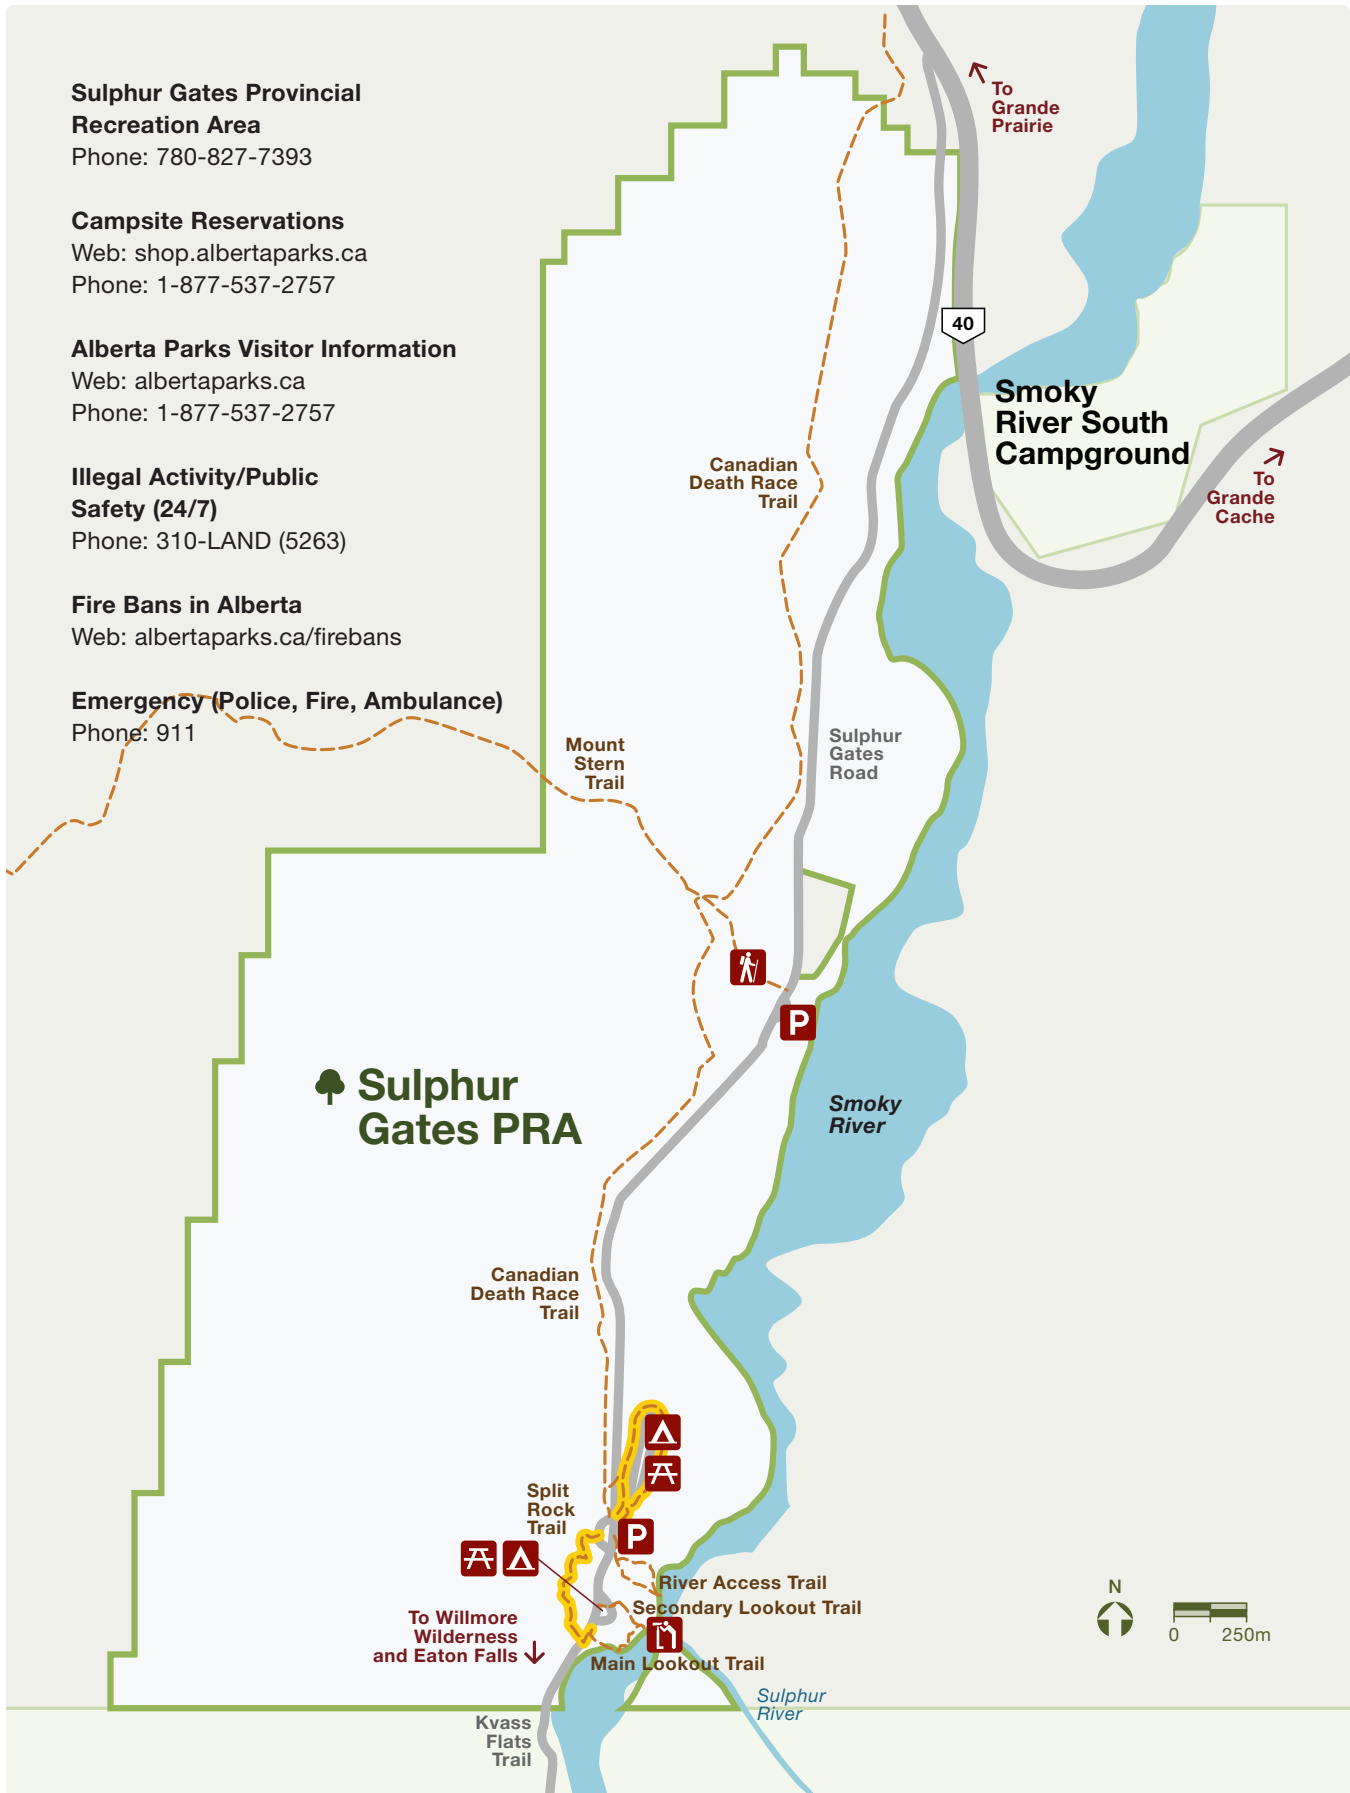 Sulphur Gates Provincial
Recreation Area
Phone: 780-827-7393
Campsite Reservations
Web: shop.albertaparks.ca
Phone: 1-877-537-2757
Alberta Parks Visitor Information
Web: albertaparks.ca
Phone: 1-877-537-2757
Illegal Activity/Public
Safety (24/7)
Phone: 310-LAND (5263)
Fire Bans in Alberta
Web: albertaparks.ca/firebans
Emergency (Police, Fire, Ambulance)
Phone: 911
To
Grande
Prairie
40
Smoky
River South
Campground
To
Grande
Cache
Canadian
Death Race
Trail
Mount
Stern
Trail
Sulphur
Gates
Road
P
Sulphur
Gates PRA
Smoky
River
Canadian
Death Race
Trail
Split
Rock
Trail
P
River Access Trail
Secondary Lookout Trail
To Willmore
Wilderness
and Eaton Falls
Main Lookout Trail
Sulphur
River
Kvass
Flats
Trail
N
0 250m